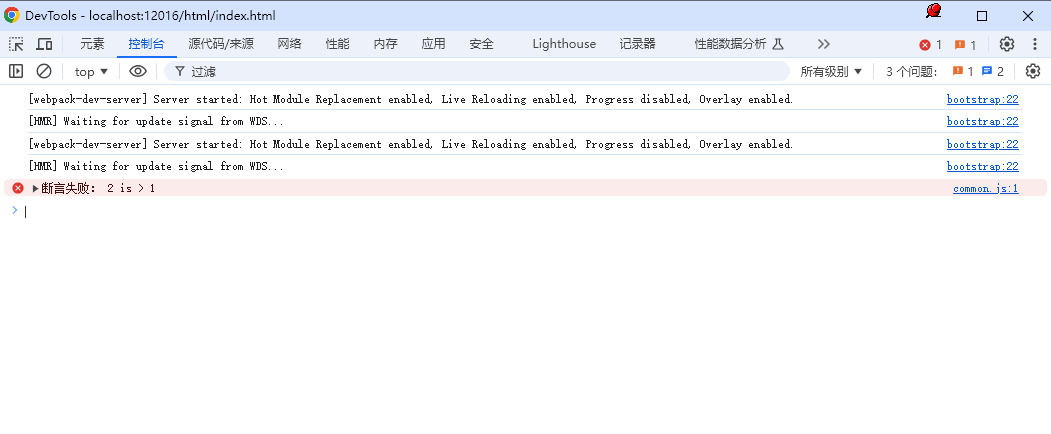 DevTools - localhost:12016/html/index.html
元素 控制台 源代码/来源 网络 性能 内存 应用 安全 Lighthouse 记录器 性能数据分析 1 1
top 过滤 所有级别 3 个问题: 1 2
[webpack-dev-server] Server started: Hot Module Replacement enabled, Live Reloading enabled, Progress disabled, Overlay enabled. bootstrap:22
[HMR] Waiting for update signal from WDS... bootstrap:22
[webpack-dev-server] Server started: Hot Module Replacement enabled, Live Reloading enabled, Progress disabled, Overlay enabled. bootstrap:22
[HMR] Waiting for update signal from WDS... bootstrap:22
断言失败: 2 is > 1 common.js:1